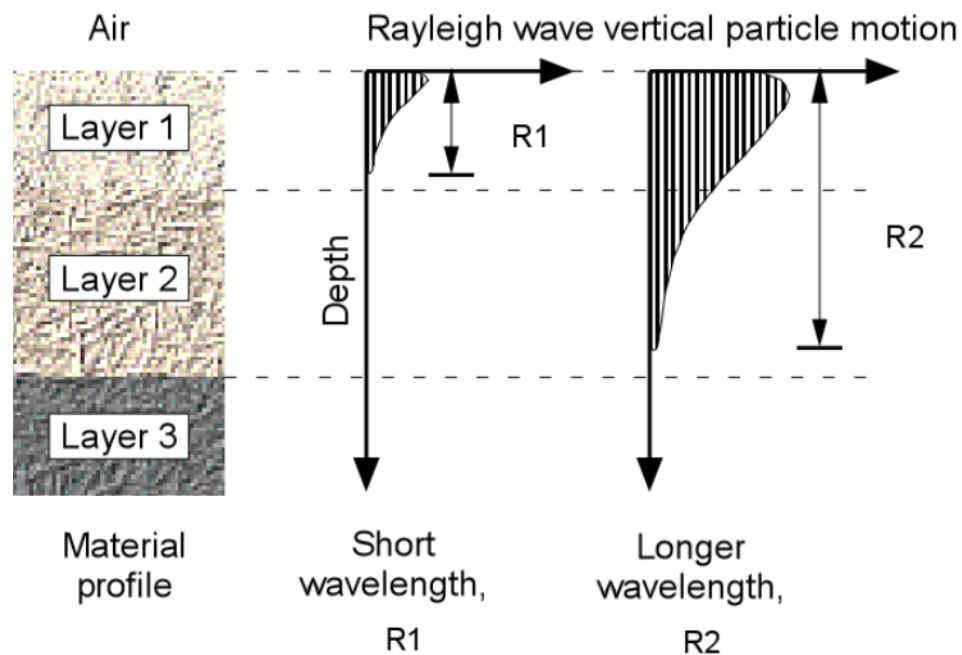 Air
Rayleigh wave vertical particle motion
Layer 1
R1
Layer 2
Depth
R2
Layer 3
Material
profile
Short
wavelength,
R1
Longer
wavelength,
R2